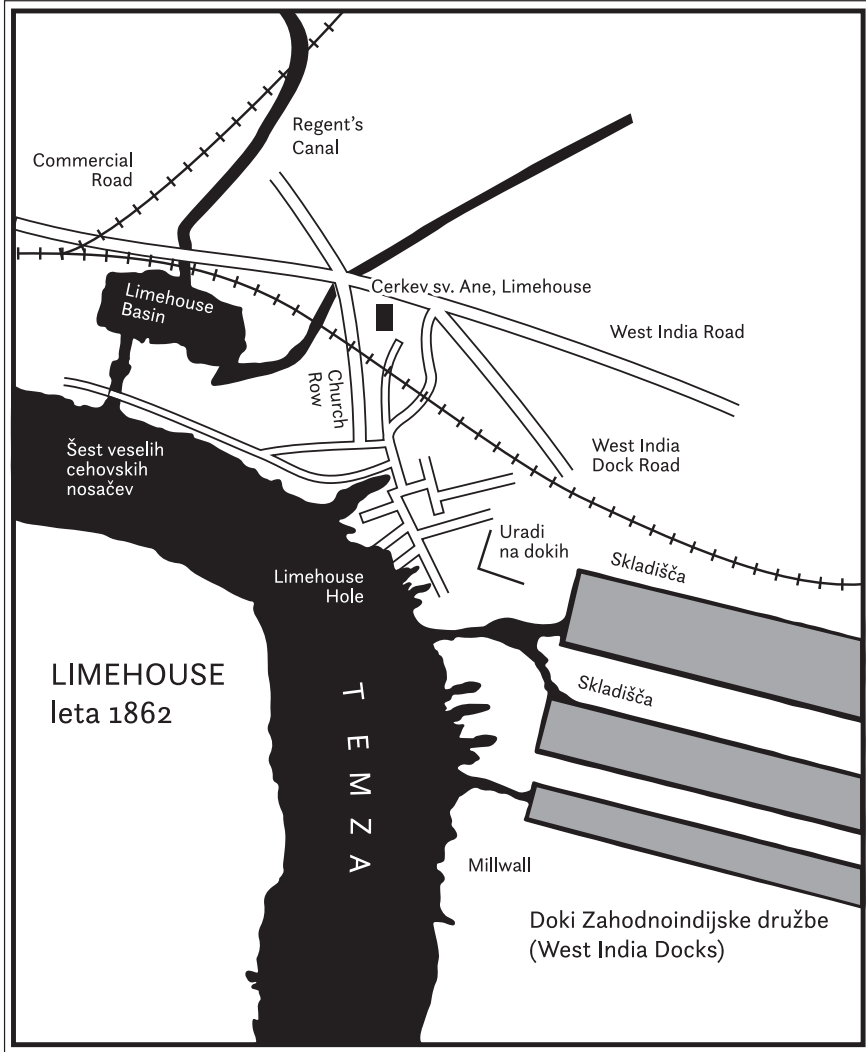 Regent's
Canal
Commercial
Road
Cerkev sv. Ane, Limehouse
Limehouse
Basin
West India Road
Church
Row
Šest veselih
cehovskih
nosačev
West India
Dock Road
Uradi
na dokih
Limehouse
Hole
Skladišča
LIMEHOUSE
leta 1862
Skladišča
TEMZA
Millwall
Doki Zahodnoindijske družbe
(West India Docks)